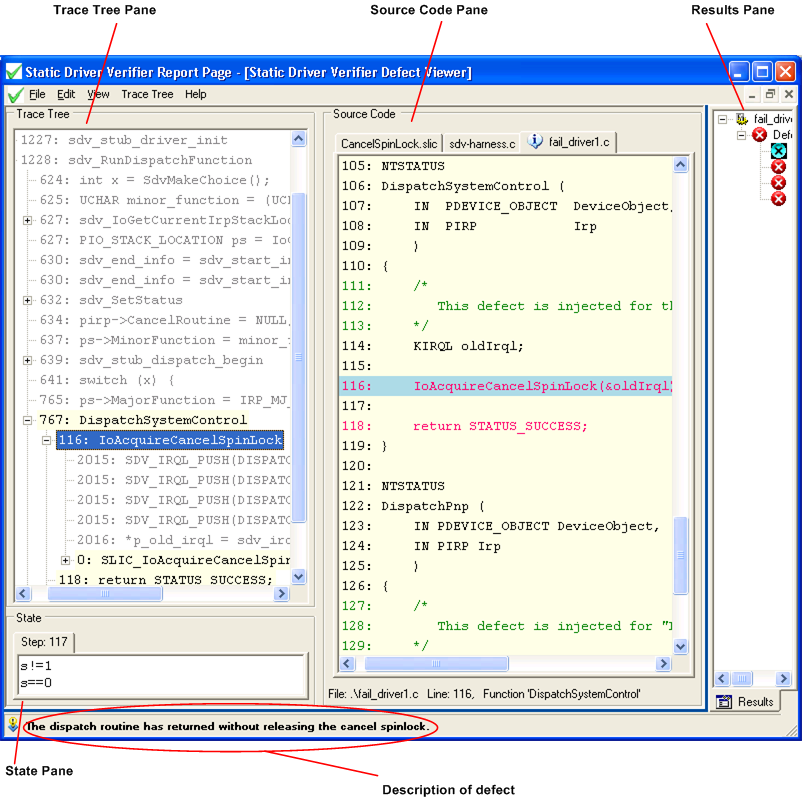 Trace Tree Pane
Source Code Pane
Results Pane
Static Driver Verifier Report Page - [Static Driver Verifier Defect Viewer]
File Edit View Trace Tree Help
Trace Tree
1227: sdv_stub_driver_init
1228: sdv_RunDispatchFunction
624: int x = SdvMakeChoice();
625: UCHAR minor_function = (UCH
627: sdv_IoGetCurrentIrpStackLoc
627: PIO_STACK_LOCATION ps = IoG
630: sdv_end_info = sdv_start_in
630: sdv_end_info = sdv_start_in
632: sdv_SetStatus
634: pirp->CancelRoutine = NULL,
637: ps->MinorFunction = minor_
639: sdv_stub_dispatch_begin
641: switch (x) {
765: ps->MajorFunction = IRP_MJ_
767: DispatchSystemControl
116: IoAcquireCancelSpinLock
2015: SDV_IRQL_PUSH(DISPATC
2015: SDV_IRQL_PUSH(DISPATC
2015: SDV_IRQL_PUSH(DISPATC
2015: SDV_IRQL_PUSH(DISPATC
2016: *p_old_irql = sdv_irq
0: SLIC_IoAcquireCancelSpin
118: return STATUS_SUCCESS;
Source Code
CancelSpinLock.slic sdv-harness.c fail_driver1.c
105: NTSTATUS
106: DispatchSystemControl (
107: IN PDEVICE_OBJECT DeviceObject,
108: IN PIRP Irp
109: )
110: {
111: /*
112: This defect is injected for th
113: */
114: KIRQL oldIrql;
115:
116: IoAcquireCancelSpinLock(&oldIrql)
117:
118: return STATUS_SUCCESS;
119: }
120:
121: NTSTATUS
122: DispatchPnp (
123: IN PDEVICE_OBJECT DeviceObject,
124: IN PIRP Irp
125: )
126: {
127: /*
128: This defect is injected for "I
129: */
File: .\fail_driver1.c Line: 116, Function 'DispatchSystemControl'
fail_drive
Defe
Results
State
Step: 117
s!=1
s==0
The dispatch routine has returned without releasing the cancel spinlock.
State Pane
Description of defect